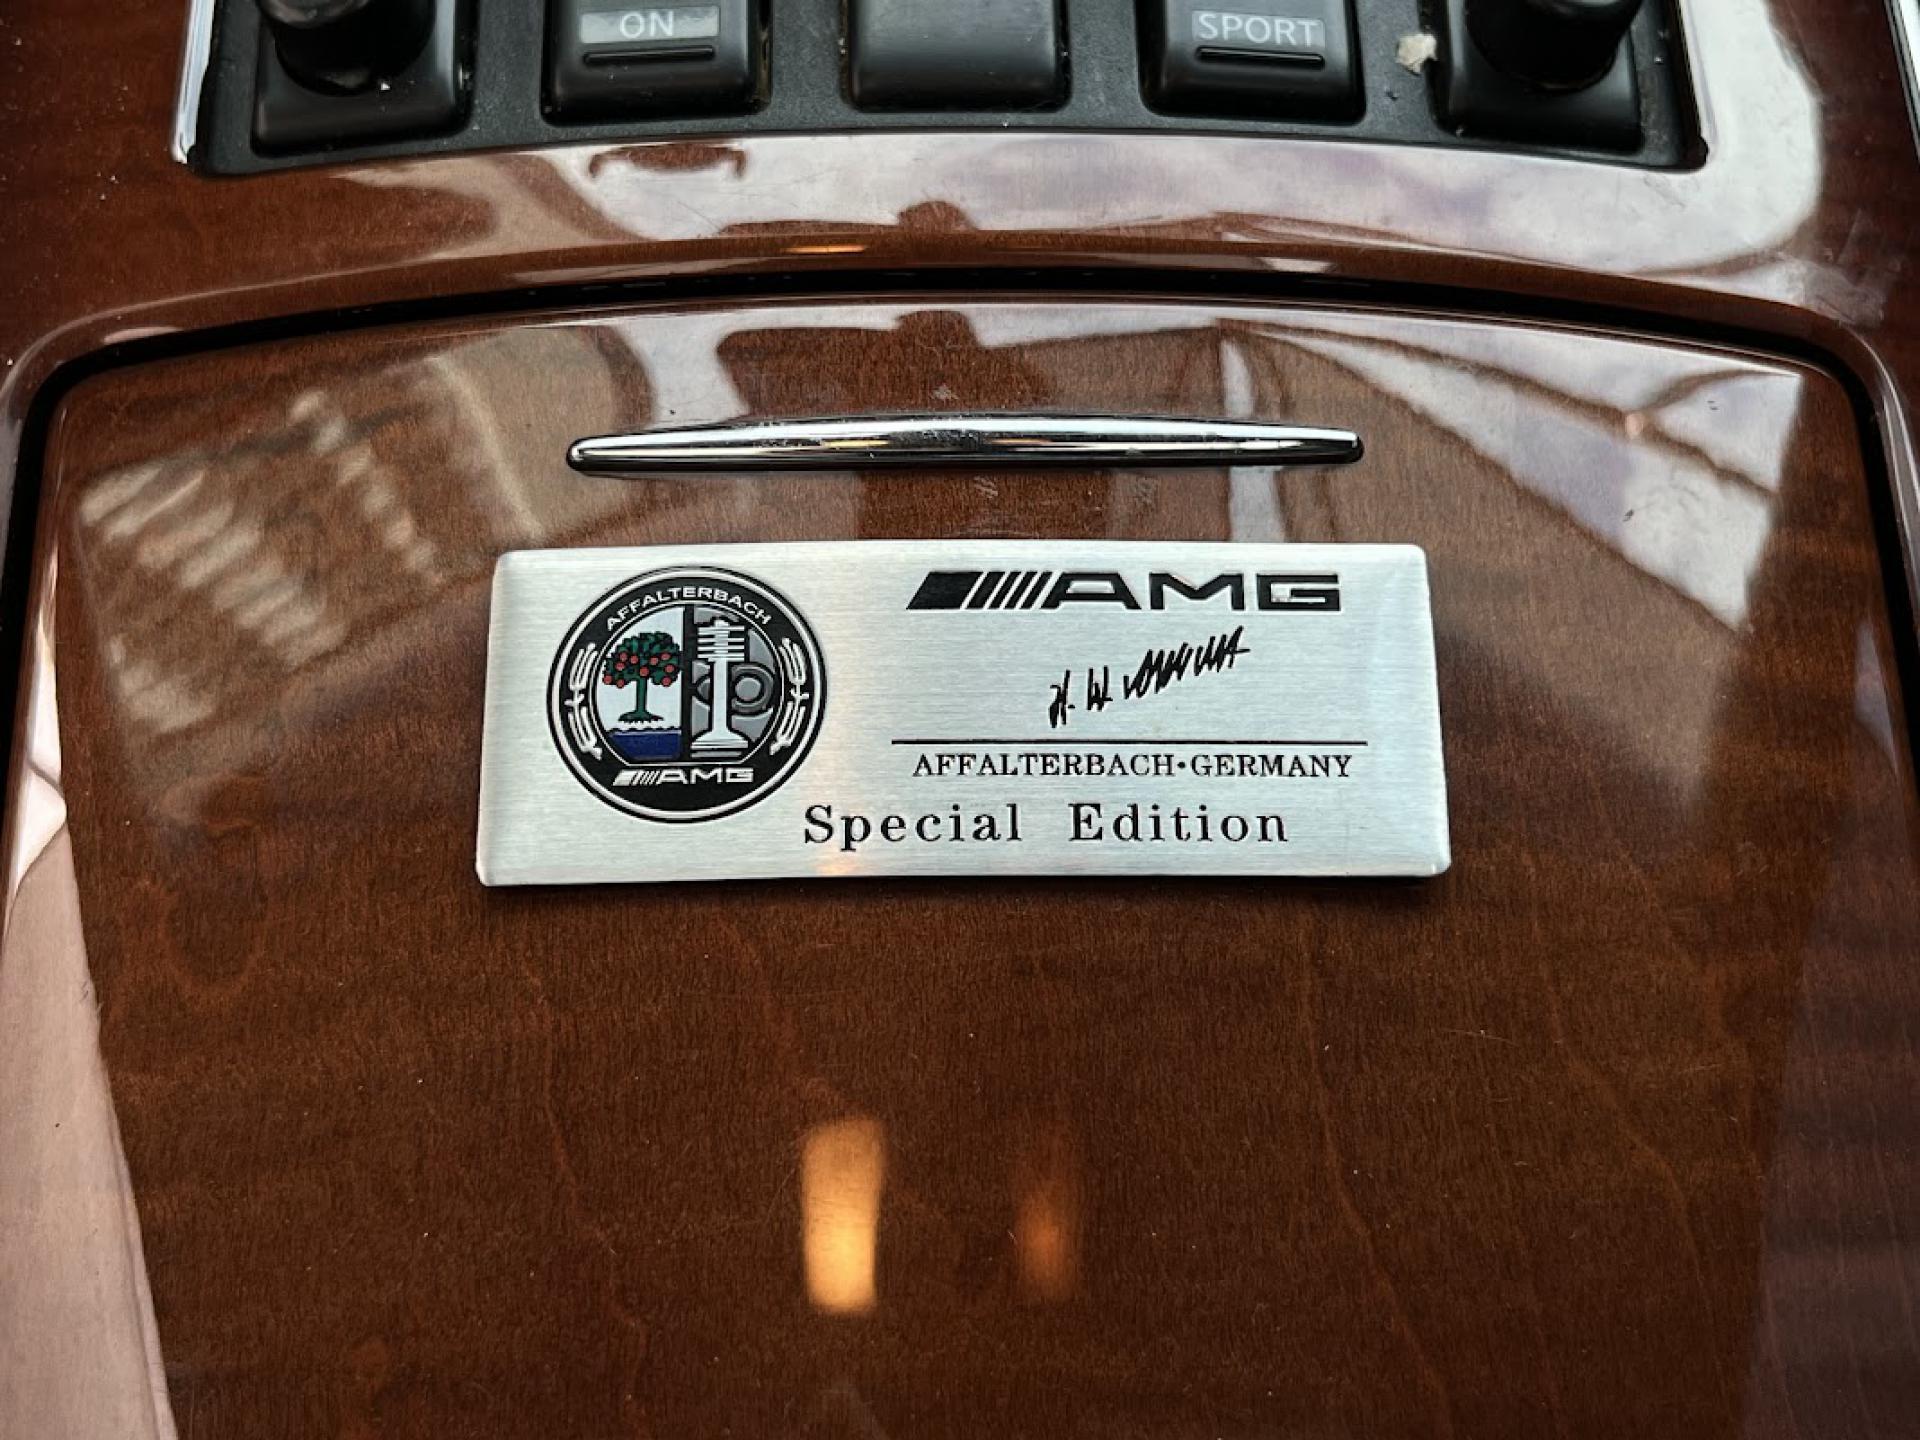 ON
SPORT
AFFALTERBACH
AMG
AMG
AFFALTERBACH•GERMANY
Special Edition